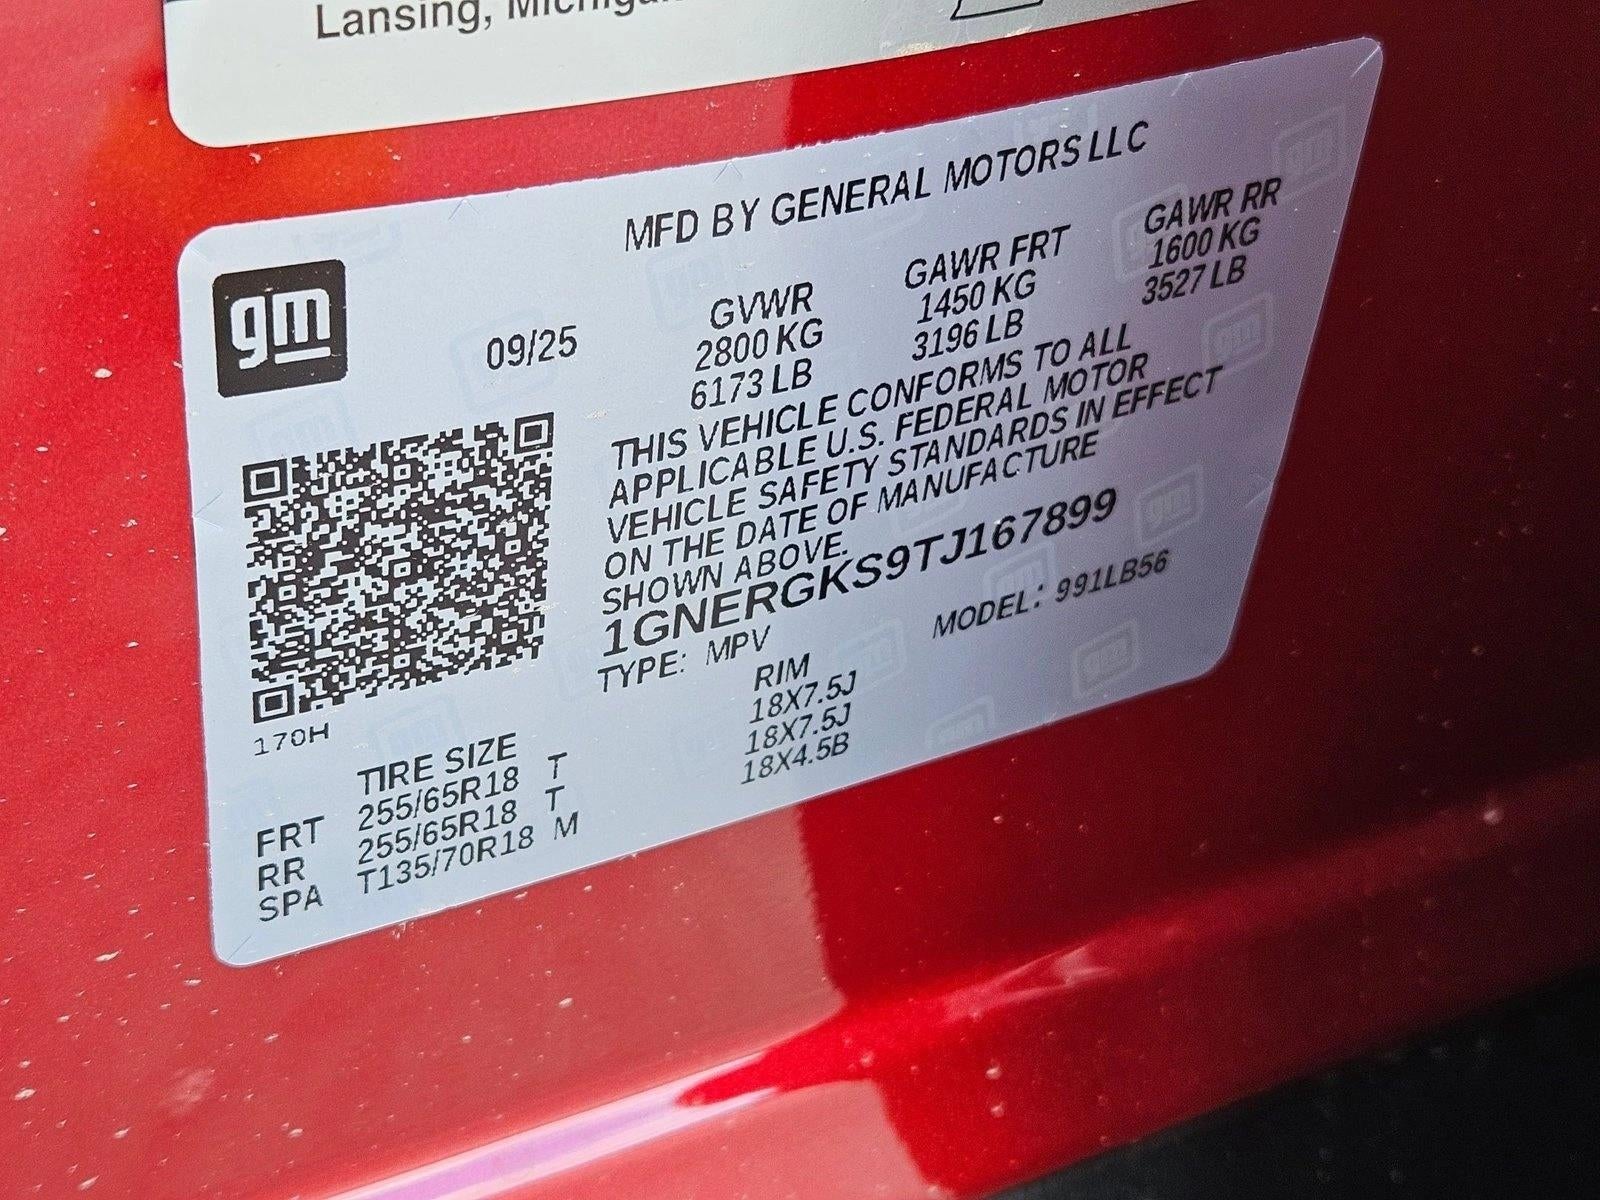 Lansing, Michigan
MFD BY GENERAL MOTORS LLC
gm
09/25
GVWR
2800 KG
6173 LB
GAWR FRT
1450 KG
3196 LB
GAWR RR
1600 KG
3527 LB
THIS VEHICLE CONFORMS TO ALL
APPLICABLE U.S. FEDERAL MOTOR
VEHICLE SAFETY STANDARDS IN EFFECT
ON THE DATE OF MANUFACTURE
SHOWN ABOVE.
1GNERGKS9TJ167899
TYPE: MPV
MODEL: 991LB56
170H
TIRE SIZE RIM
FRT 255/65R18 T 18X7.5J
RR 255/65R18 T 18X7.5J
SPA T135/70R18 M 18X4.5B